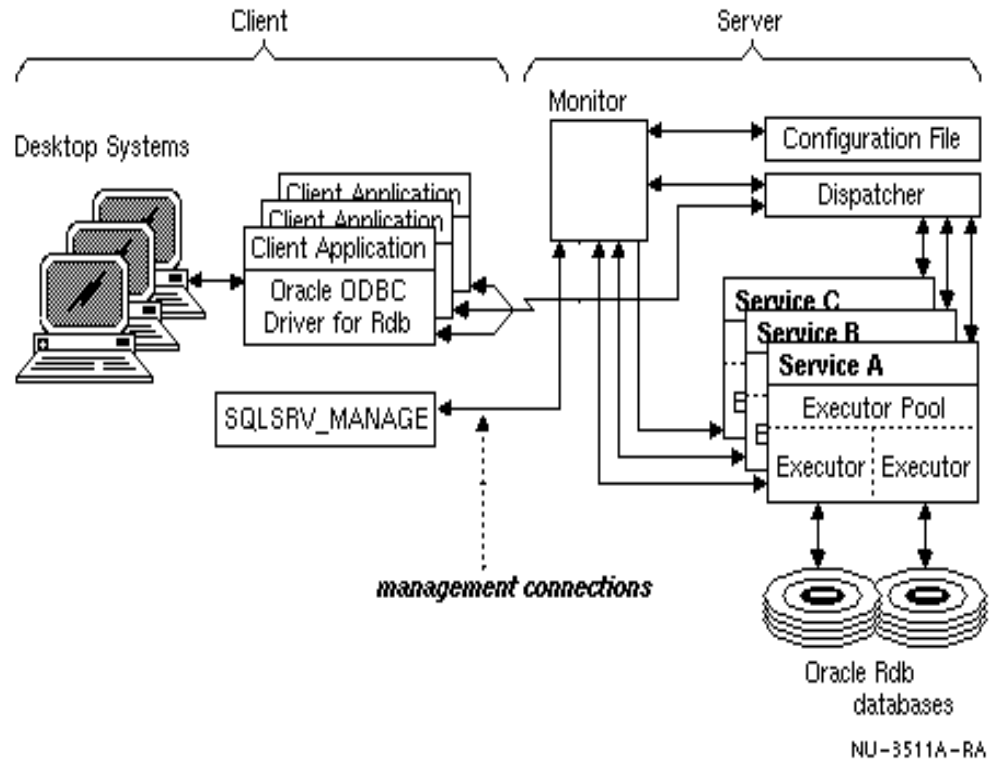 Client
Server
Monitor
Desktop Systems
Configuration File
Dispatcher
Client Application
Client Application
Client Application
Oracle ODBC
Driver for Rdb
SQLSRV_MANAGE
Service C
Service B
Service A
E
E
Executor Pool
Executor
Executor
management connections
Oracle Rdb
databases
NU-3511A-RA